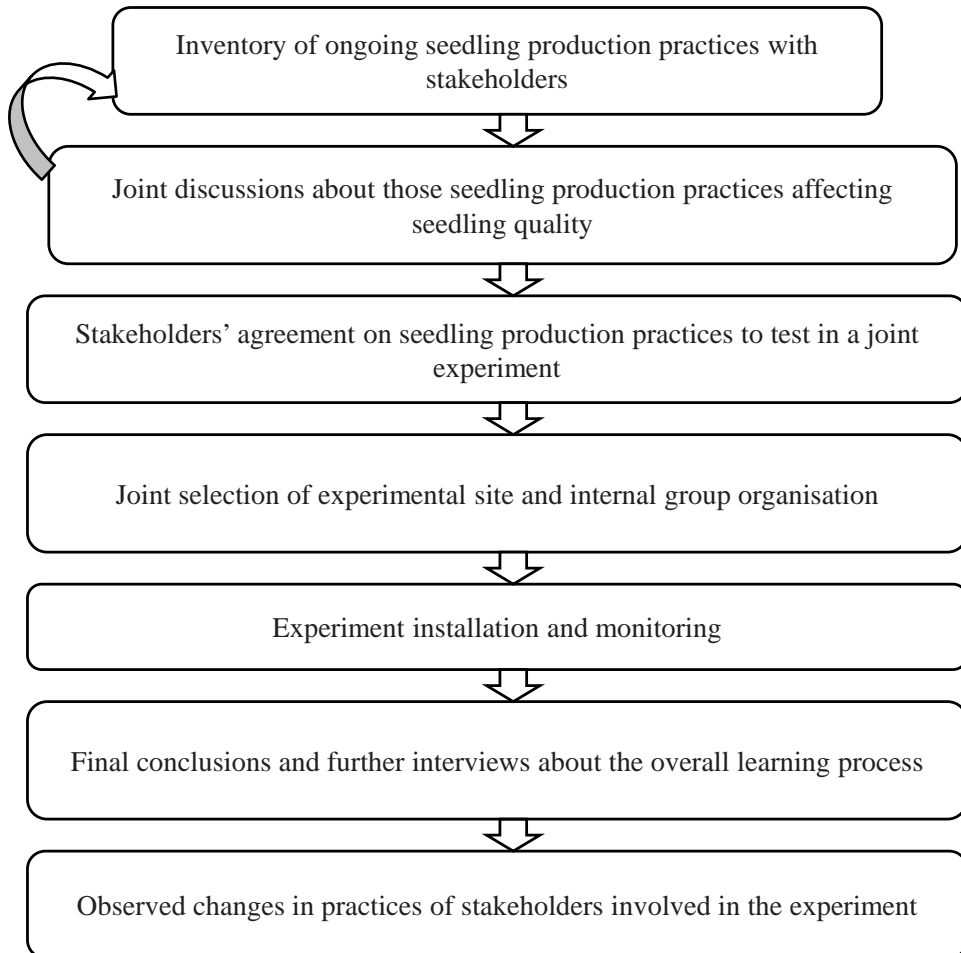 Inventory of ongoing seedling production practices with
stakeholders
Joint discussions about those seedling production practices affecting
seedling quality
Stakeholders’ agreement on seedling production practices to test in a joint
experiment
Joint selection of experimental site and internal group organisation
Experiment installation and monitoring
Final conclusions and further interviews about the overall learning process
Observed changes in practices of stakeholders involved in the experiment